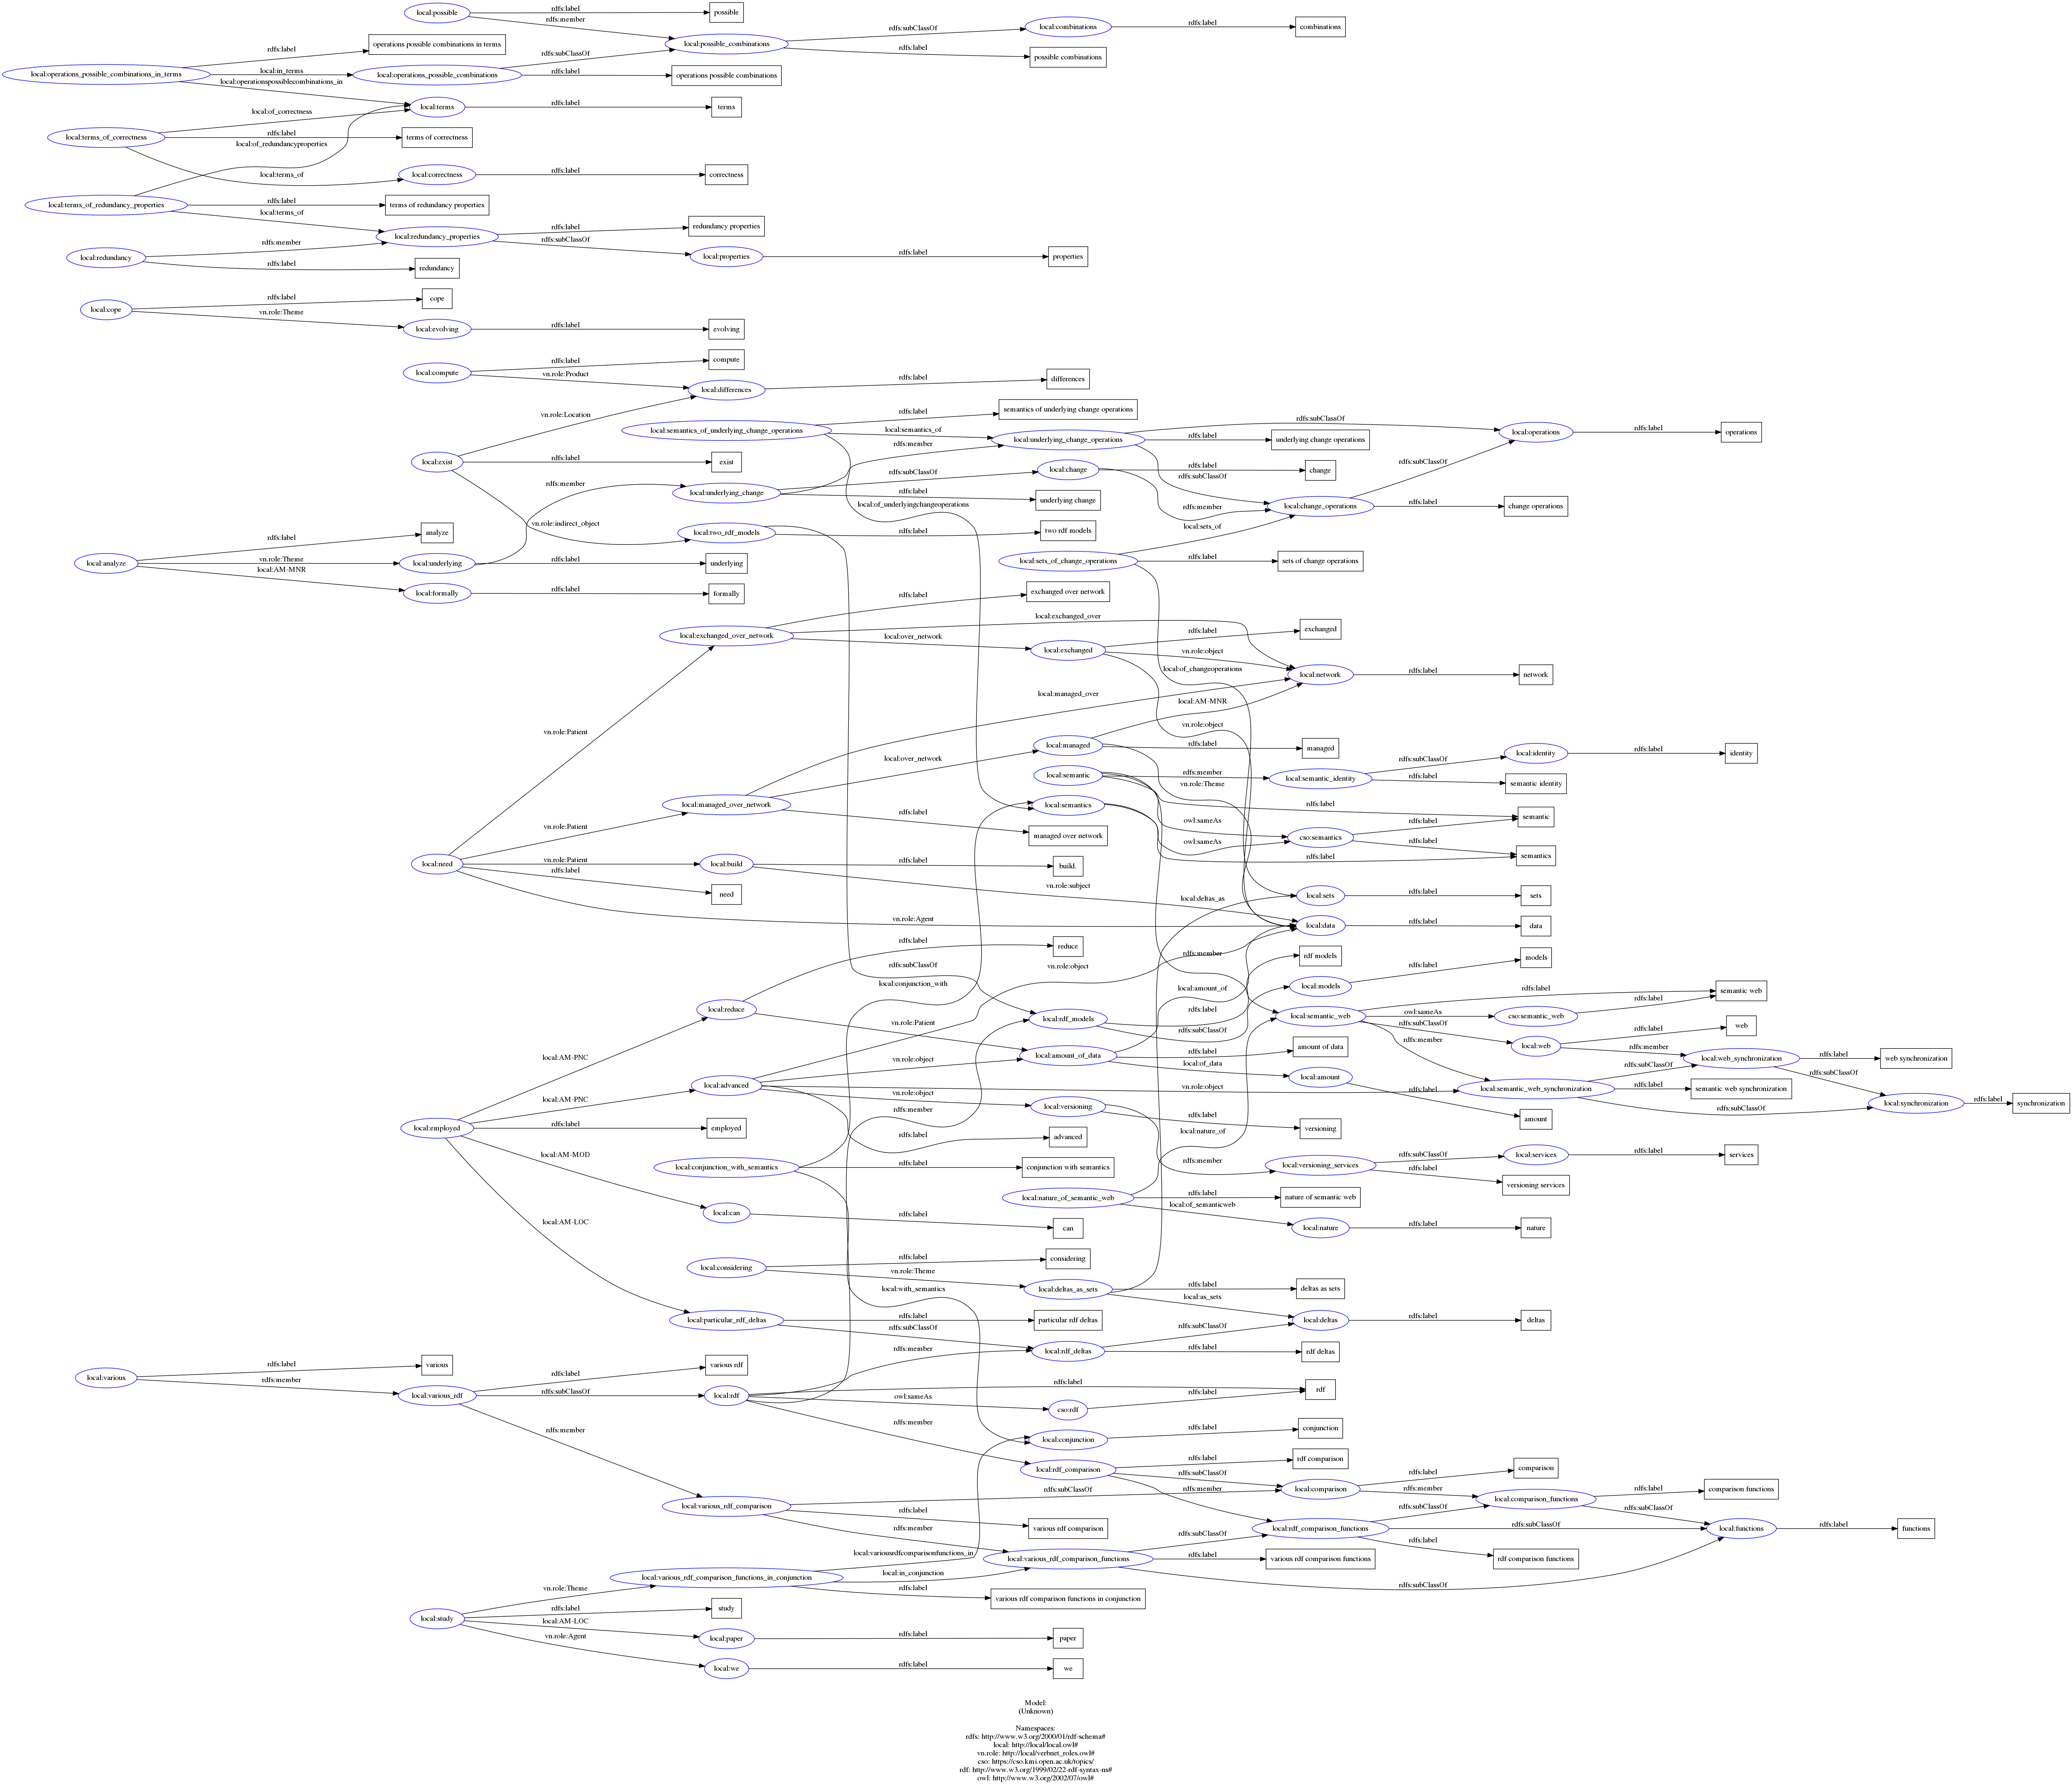 local:possible
rdfs:label
possible
rdfs:member
local:possible_combinations
rdfs:subClassOf
local:combinations
rdfs:label
combinations
rdfs:label
possible combinations
rdfs:label
operations possible combinations in terms
local:operations_possible_combinations_in_terms
local:in_terms
local:operations_possible_combinations
rdfs:subClassOf
rdfs:label
operations possible combinations
local:operationspossiblecombinations_in
local:terms
rdfs:label
terms
local:of_correctness
local:terms_of_correctness
rdfs:label
terms of correctness
local:of_redundancyproperties
local:terms_of
local:correctness
rdfs:label
correctness
local:terms_of_redundancy_properties
rdfs:label
terms of redundancy properties
local:terms_of
local:redundancy_properties
rdfs:label
redundancy properties
rdfs:subClassOf
local:properties
rdfs:label
properties
rdfs:member
local:redundancy
rdfs:label
redundancy
local:cope
rdfs:label
cope
vn.role:Theme
local:evolving
rdfs:label
evolving
local:compute
rdfs:label
compute
vn.role:Product
local:differences
rdfs:label
differences
vn.role:Location
local:exist
rdfs:label
exist
vn.role:indirect_object
local:semantics_of_underlying_change_operations
rdfs:label
semantics of underlying change operations
local:semantics_of
local:underlying_change_operations
rdfs:subClassOf
local:operations
rdfs:label
operations
rdfs:label
underlying change operations
rdfs:member
rdfs:subClassOf
local:underlying_change
rdfs:subClassOf
local:change
rdfs:label
change
rdfs:label
underlying change
local:of_underlyingchangeoperations
rdfs:member
local:change_operations
rdfs:subClassOf
rdfs:label
change operations
rdfs:member
local:two_rdf_models
rdfs:label
two rdf models
local:sets_of
local:sets_of_change_operations
rdfs:label
sets of change operations
local:analyze
rdfs:label
analyze
vn.role:Theme
local:underlying
rdfs:label
underlying
local:AM-MNR
local:formally
rdfs:label
formally
rdfs:label
exchanged over network
local:exchanged_over_network
local:exchanged_over
local:over_network
local:exchanged
rdfs:label
exchanged
vn.role:object
local:of_changeoperations
local:network
rdfs:label
network
local:managed_over
local:AM-MNR
vn.role:object
vn.role:Patient
local:managed
rdfs:label
managed
local:over_network
vn.role:Theme
local:semantic
rdfs:member
local:semantic_identity
rdfs:subClassOf
local:identity
rdfs:label
identity
rdfs:label
semantic identity
local:managed_over_network
rdfs:label
managed over network
vn.role:Patient
local:semantics
rdfs:label
semantic
owl:sameAs
cso:semantics
rdfs:label
owl:sameAs
rdfs:label
semantics
rdfs:label
local:need
vn.role:Patient
local:build
rdfs:label
build.
rdfs:label
need
vn.role:subject
vn.role:Agent
local:deltas_as
local:sets
rdfs:label
sets
local:data
rdfs:label
data
rdfs:label
reduce
rdfs:member
rdf models
vn.role:object
rdfs:subClassOf
local:conjunction_with
local:amount_of
local:models
rdfs:label
models
local:reduce
vn.role:Patient
local:rdf_models
rdfs:label
rdfs:subClassOf
local:semantic_web
rdfs:label
semantic web
owl:sameAs
cso:semantic_web
rdfs:label
rdfs:subClassOf
rdfs:member
local:web
rdfs:label
web
rdfs:member
local:web_synchronization
rdfs:label
web synchronization
local:amount_of_data
rdfs:label
amount of data
local:of_data
local:amount
rdfs:label
amount
local:AM-PNC
local:AM-PNC
local:advanced
vn.role:object
vn.role:object
vn.role:object
local:semantic_web_synchronization
rdfs:subClassOf
rdfs:label
semantic web synchronization
rdfs:subClassOf
rdfs:subClassOf
local:synchronization
rdfs:label
synchronization
local:versioning
rdfs:label
versioning
rdfs:member
local:employed
rdfs:label
employed
rdfs:label
advanced
local:nature_of
local:AM-MOD
local:conjunction_with_semantics
rdfs:label
conjunction with semantics
rdfs:member
local:versioning_services
rdfs:subClassOf
local:services
rdfs:label
services
rdfs:label
versioning services
local:nature_of_semantic_web
rdfs:label
nature of semantic web
local:of_semanticweb
local:nature
rdfs:label
nature
local:can
rdfs:label
can
local:AM-LOC
local:considering
rdfs:label
considering
vn.role:Theme
local:deltas_as_sets
rdfs:label
deltas as sets
local:with_semantics
local:as_sets
local:deltas
rdfs:label
deltas
local:particular_rdf_deltas
rdfs:label
particular rdf deltas
rdfs:subClassOf
rdfs:subClassOf
local:rdf_deltas
rdfs:label
rdf deltas
rdfs:member
local:various
rdfs:label
various
rdfs:member
local:various_rdf
rdfs:label
various rdf
rdfs:subClassOf
local:rdf
rdfs:label
rdf
owl:sameAs
cso:rdf
rdfs:label
rdfs:member
rdfs:member
local:conjunction
rdfs:label
conjunction
local:rdf_comparison
rdfs:label
rdf comparison
rdfs:subClassOf
rdfs:member
local:comparison
rdfs:label
comparison
rdfs:member
local:comparison_functions
rdfs:label
comparison functions
rdfs:subClassOf
local:various_rdf_comparison
rdfs:subClassOf
rdfs:label
various rdf comparison
rdfs:member
local:rdf_comparison_functions
rdfs:subClassOf
rdfs:subClassOf
local:functions
rdfs:label
functions
rdfs:label
rdf comparison functions
local:variousrdfcomparisonfunctions_in
local:various_rdf_comparison_functions
rdfs:subClassOf
rdfs:label
various rdf comparison functions
rdfs:subClassOf
local:various_rdf_comparison_functions_in_conjunction
local:in_conjunction
rdfs:label
various rdf comparison functions in conjunction
vn.role:Theme
local:study
rdfs:label
study
local:AM-LOC
local:paper
rdfs:label
paper
vn.role:Agent
local:we
rdfs:label
we
Model:
(Unknown)
Namespaces:
rdfs: http://www.w3.org/2000/01/rdf-schema#
local: http://local/local.owl#
vn.role: http://local/verbnet_roles.owl#
cso: https://cso.kmi.open.ac.uk/topics/
rdf: http://www.w3.org/1999/02/22-rdf-syntax-ns#
owl: http://www.w3.org/2002/07/owl#